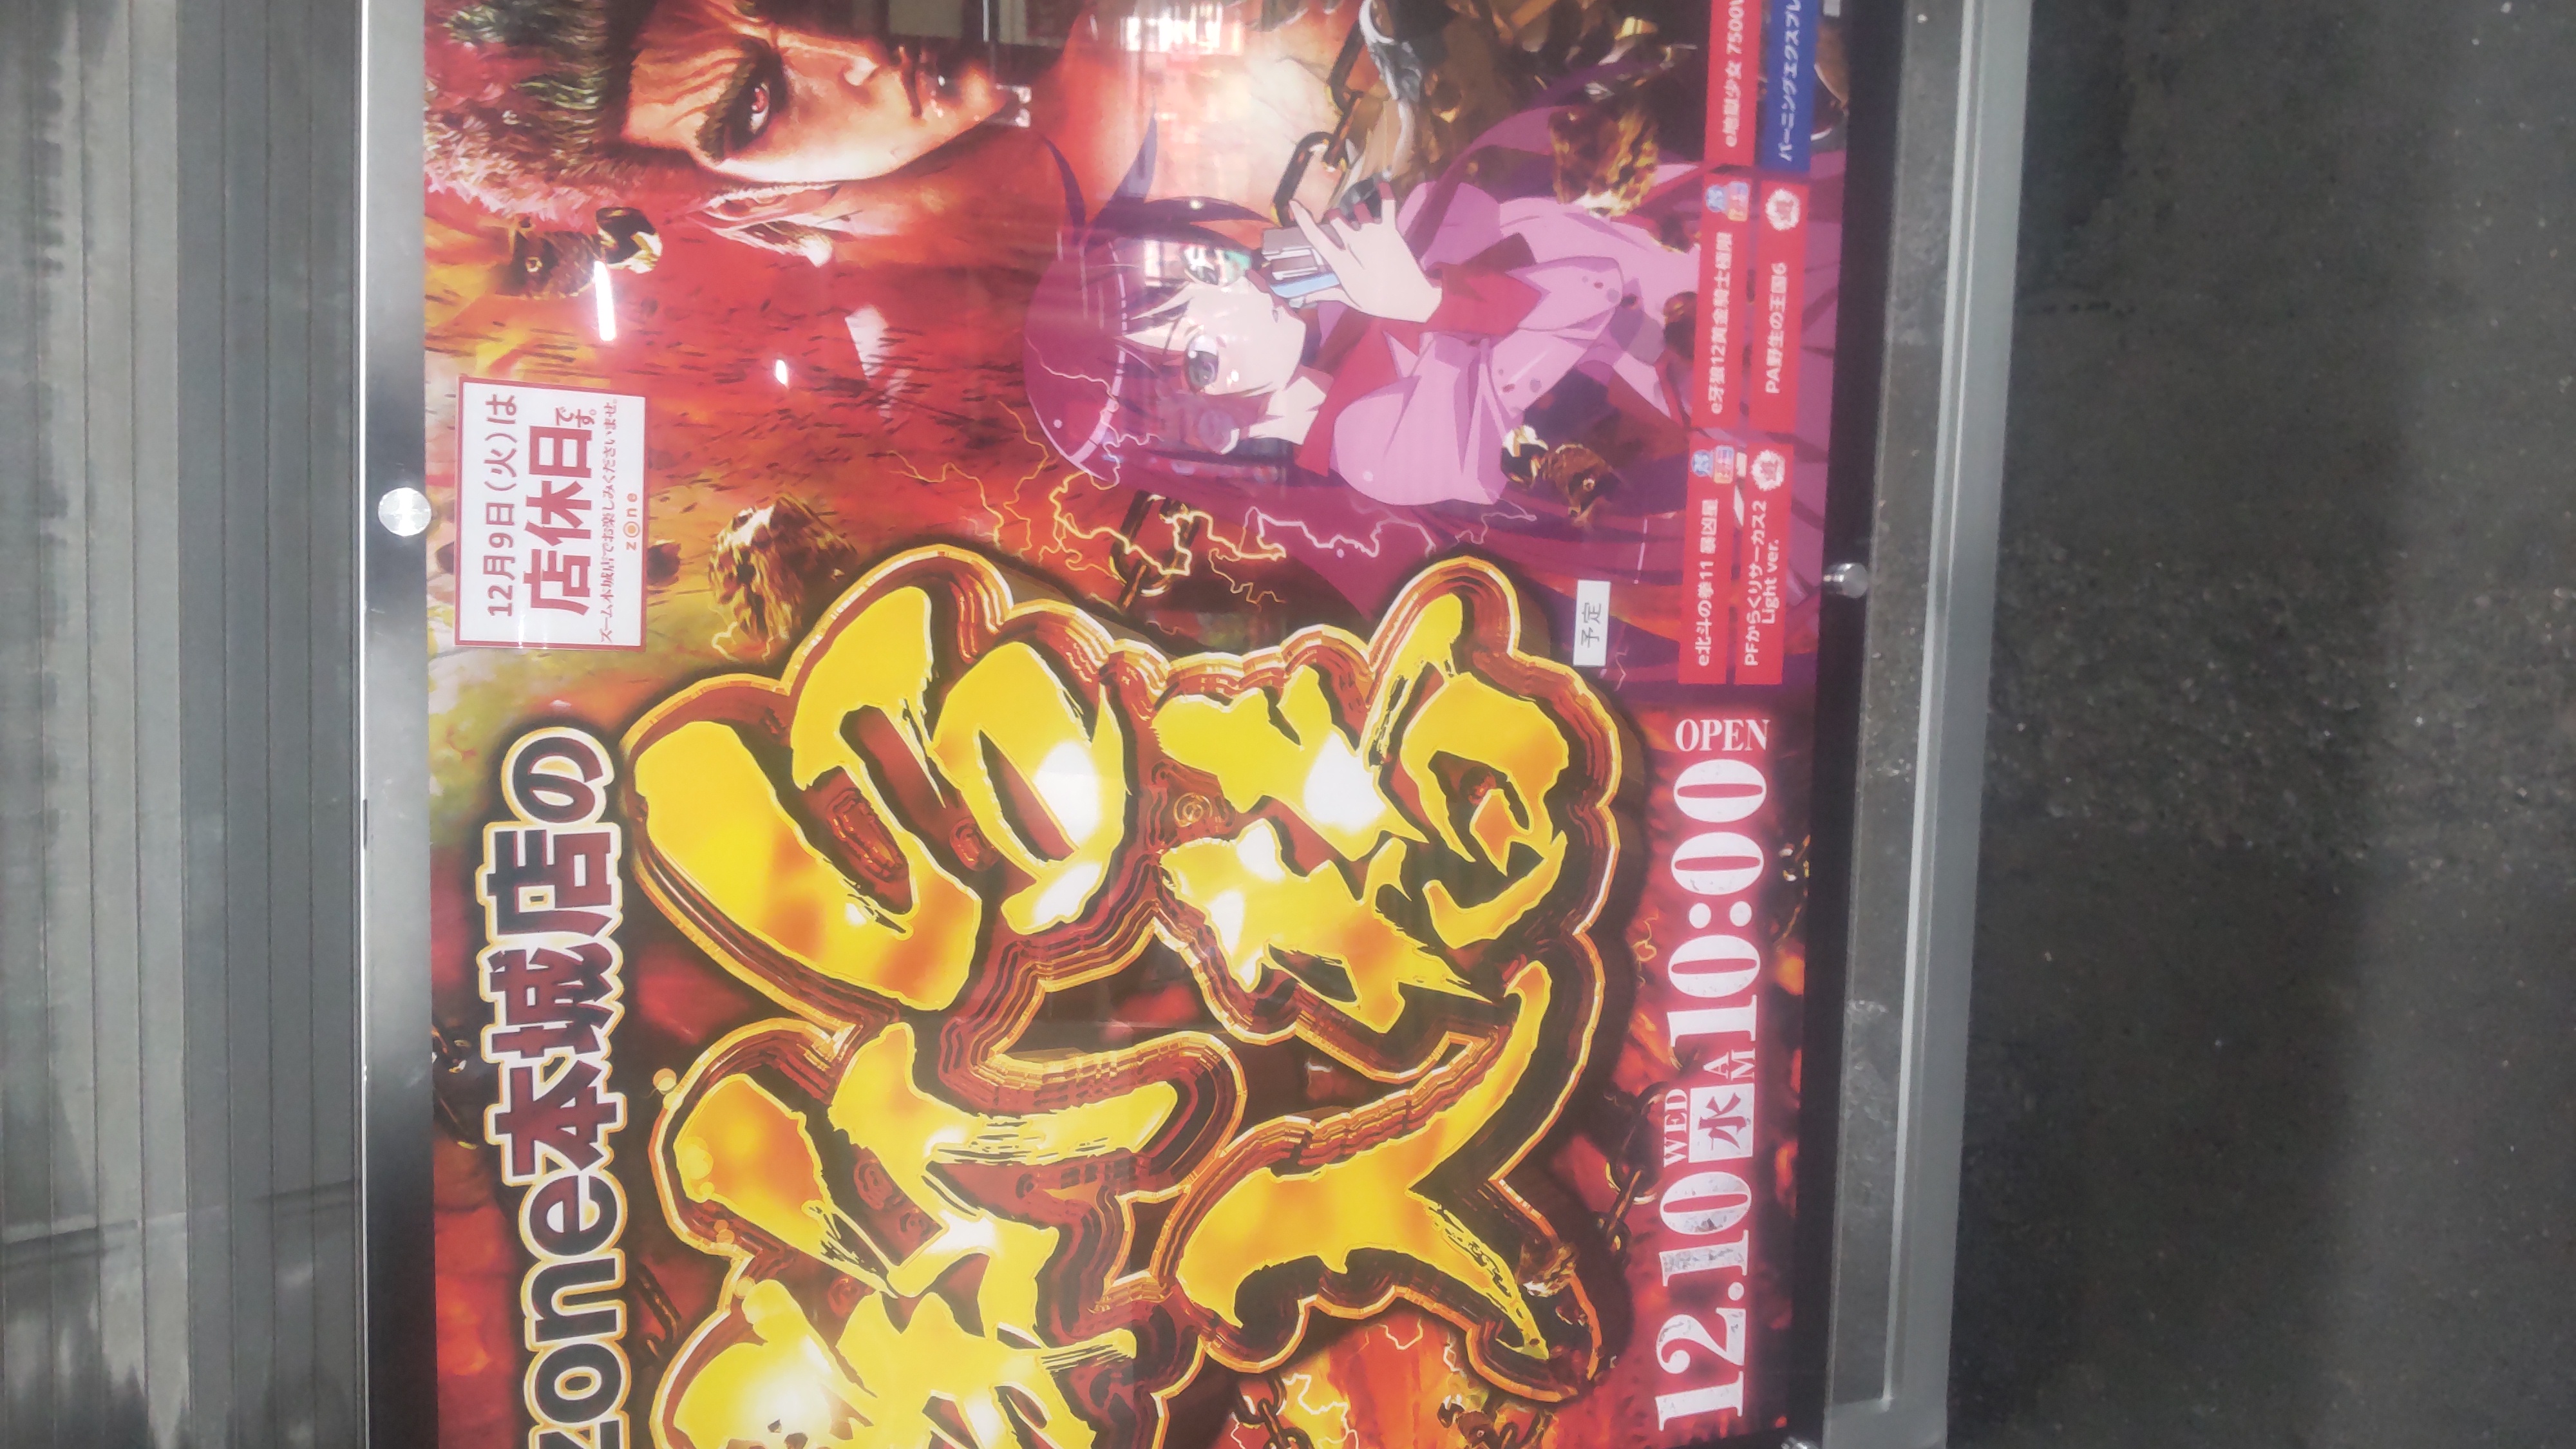 zone本城店の
12月9日(火)は
店休日です。
ズーム本城店でお楽しみくださいませ。
zone
予定
12.10 WED 水 AM 10:00 OPEN
e北斗の拳11 暴凶星
PFからくりサーカス2
Light ver.
e牙狼12黄金騎士極限
PA野生の王国6
e地獄少女 7500V
バーニングエクスプレ